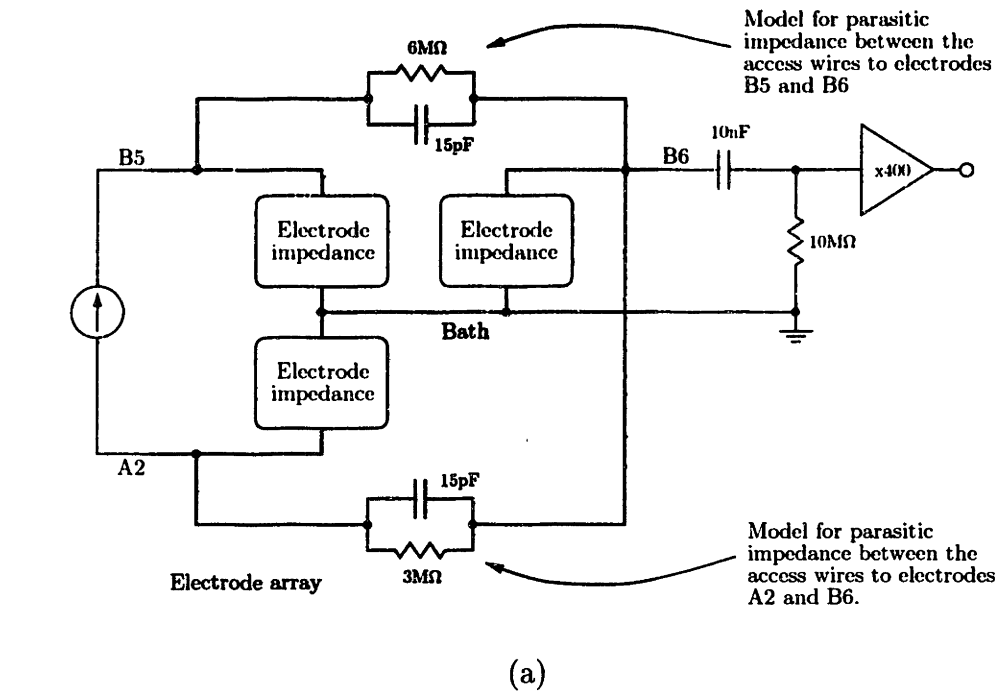 Model for parasitic
impedance between the
access wires to electrodes
B5 and B6
6MΩ
15pF
10nF
B5
B6
x400
Electrode
impedance
Electrode
impedance
10MΩ
Bath
Electrode
impedance
A2
15pF
3MΩ
Electrode array
Model for parasitic
impedance between the
access wires to electrodes
A2 and B6.
(a)